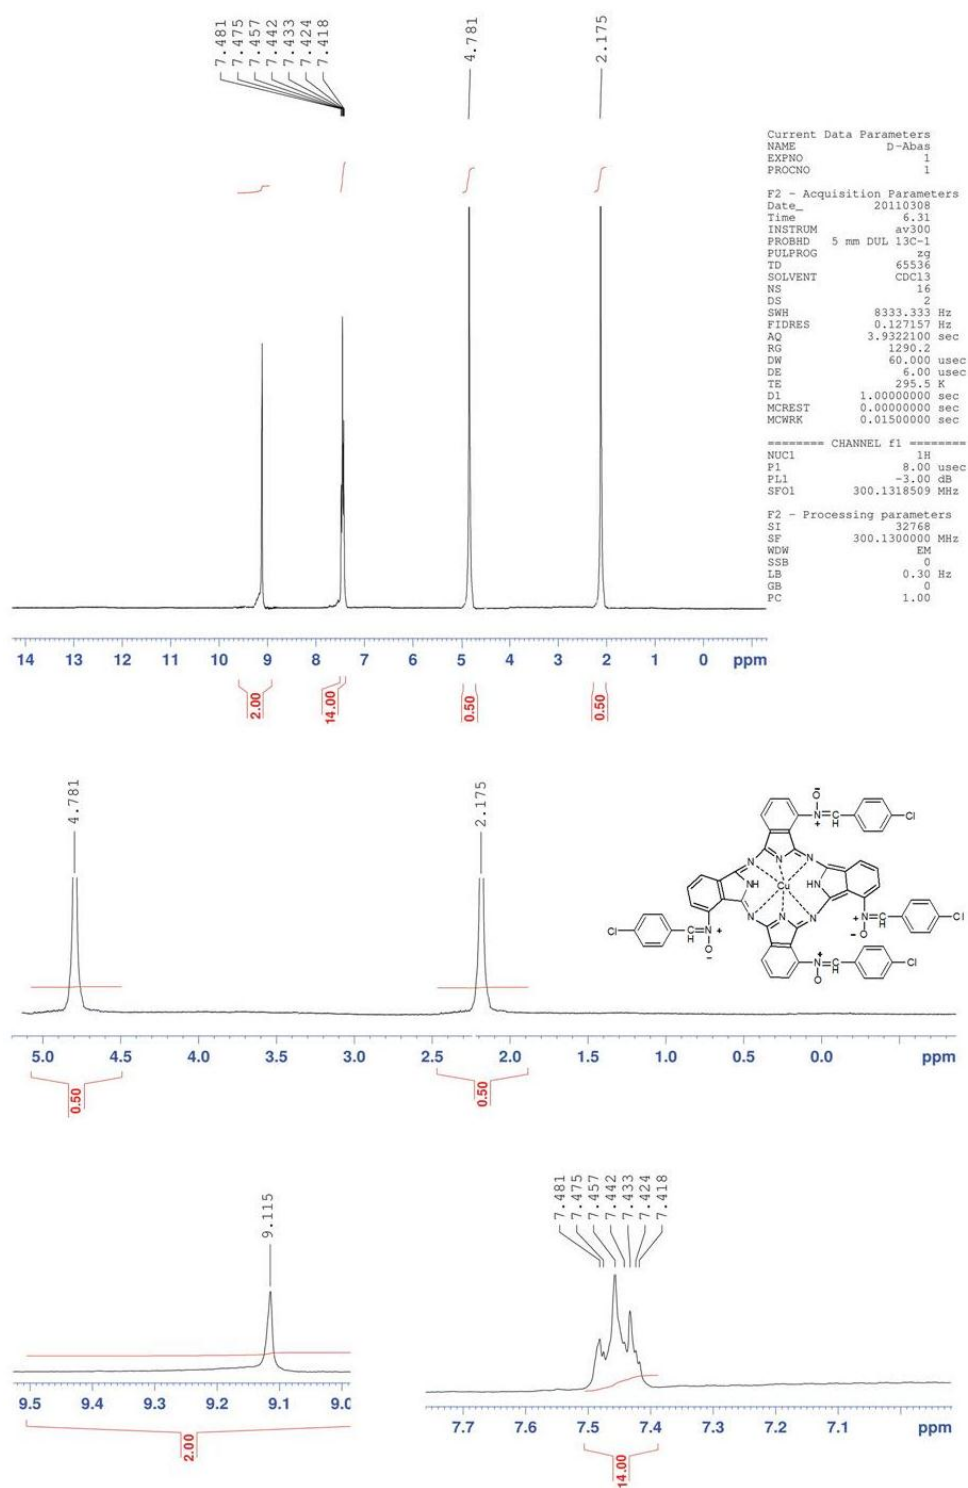 7.481
7.475
7.457
7.442
7.433
7.424
7.418
4.781
2.175
Current Data Parameters
NAME D-Abas
EXPNO 1
PROCNO 1
F2 - Acquisition Parameters
Date_ 20110308
Time 6.31
INSTRUM av300
PROBHD 5 mm DUL 13C-1
PULPROG zg
TD 65536
SOLVENT CDCl3
NS 16
DS 2
SWH 8333.333 Hz
FIDRES 0.127157 Hz
AQ 3.9322100 sec
RG 1290.2
DW 60.000 usec
DE 6.00 usec
TE 295.5 K
D1 1.00000000 sec
MCREST 0.00000000 sec
MCWRK 0.01500000 sec
======== CHANNEL f1 ========
NUC1 1H
P1 8.00 usec
PL1 -3.00 dB
SFO1 300.1318509 MHz
F2 - Processing parameters
SI 32768
SF 300.1300000 MHz
WDW EM
SSB 0
LB 0.30 Hz
GB 0
PC 1.00
14 13 12 11 10 9 8 7 6 5 4 3 2 1 0 ppm
2.00 14.00 0.50 0.50
4.781
2.175
O N C H Cl
N N N
NH Cu HN
N N N
Cl C H N O
N C H Cl
O
N C H Cl
O
5.0 4.5 4.0 3.5 3.0 2.5 2.0 1.5 1.0 0.5 0.0 ppm
0.50 0.50
9.115
7.481
7.475
7.457
7.442
7.433
7.424
7.418
9.5 9.4 9.3 9.2 9.1 9.0
7.7 7.6 7.5 7.4 7.3 7.2 7.1 ppm
2.00
14.00